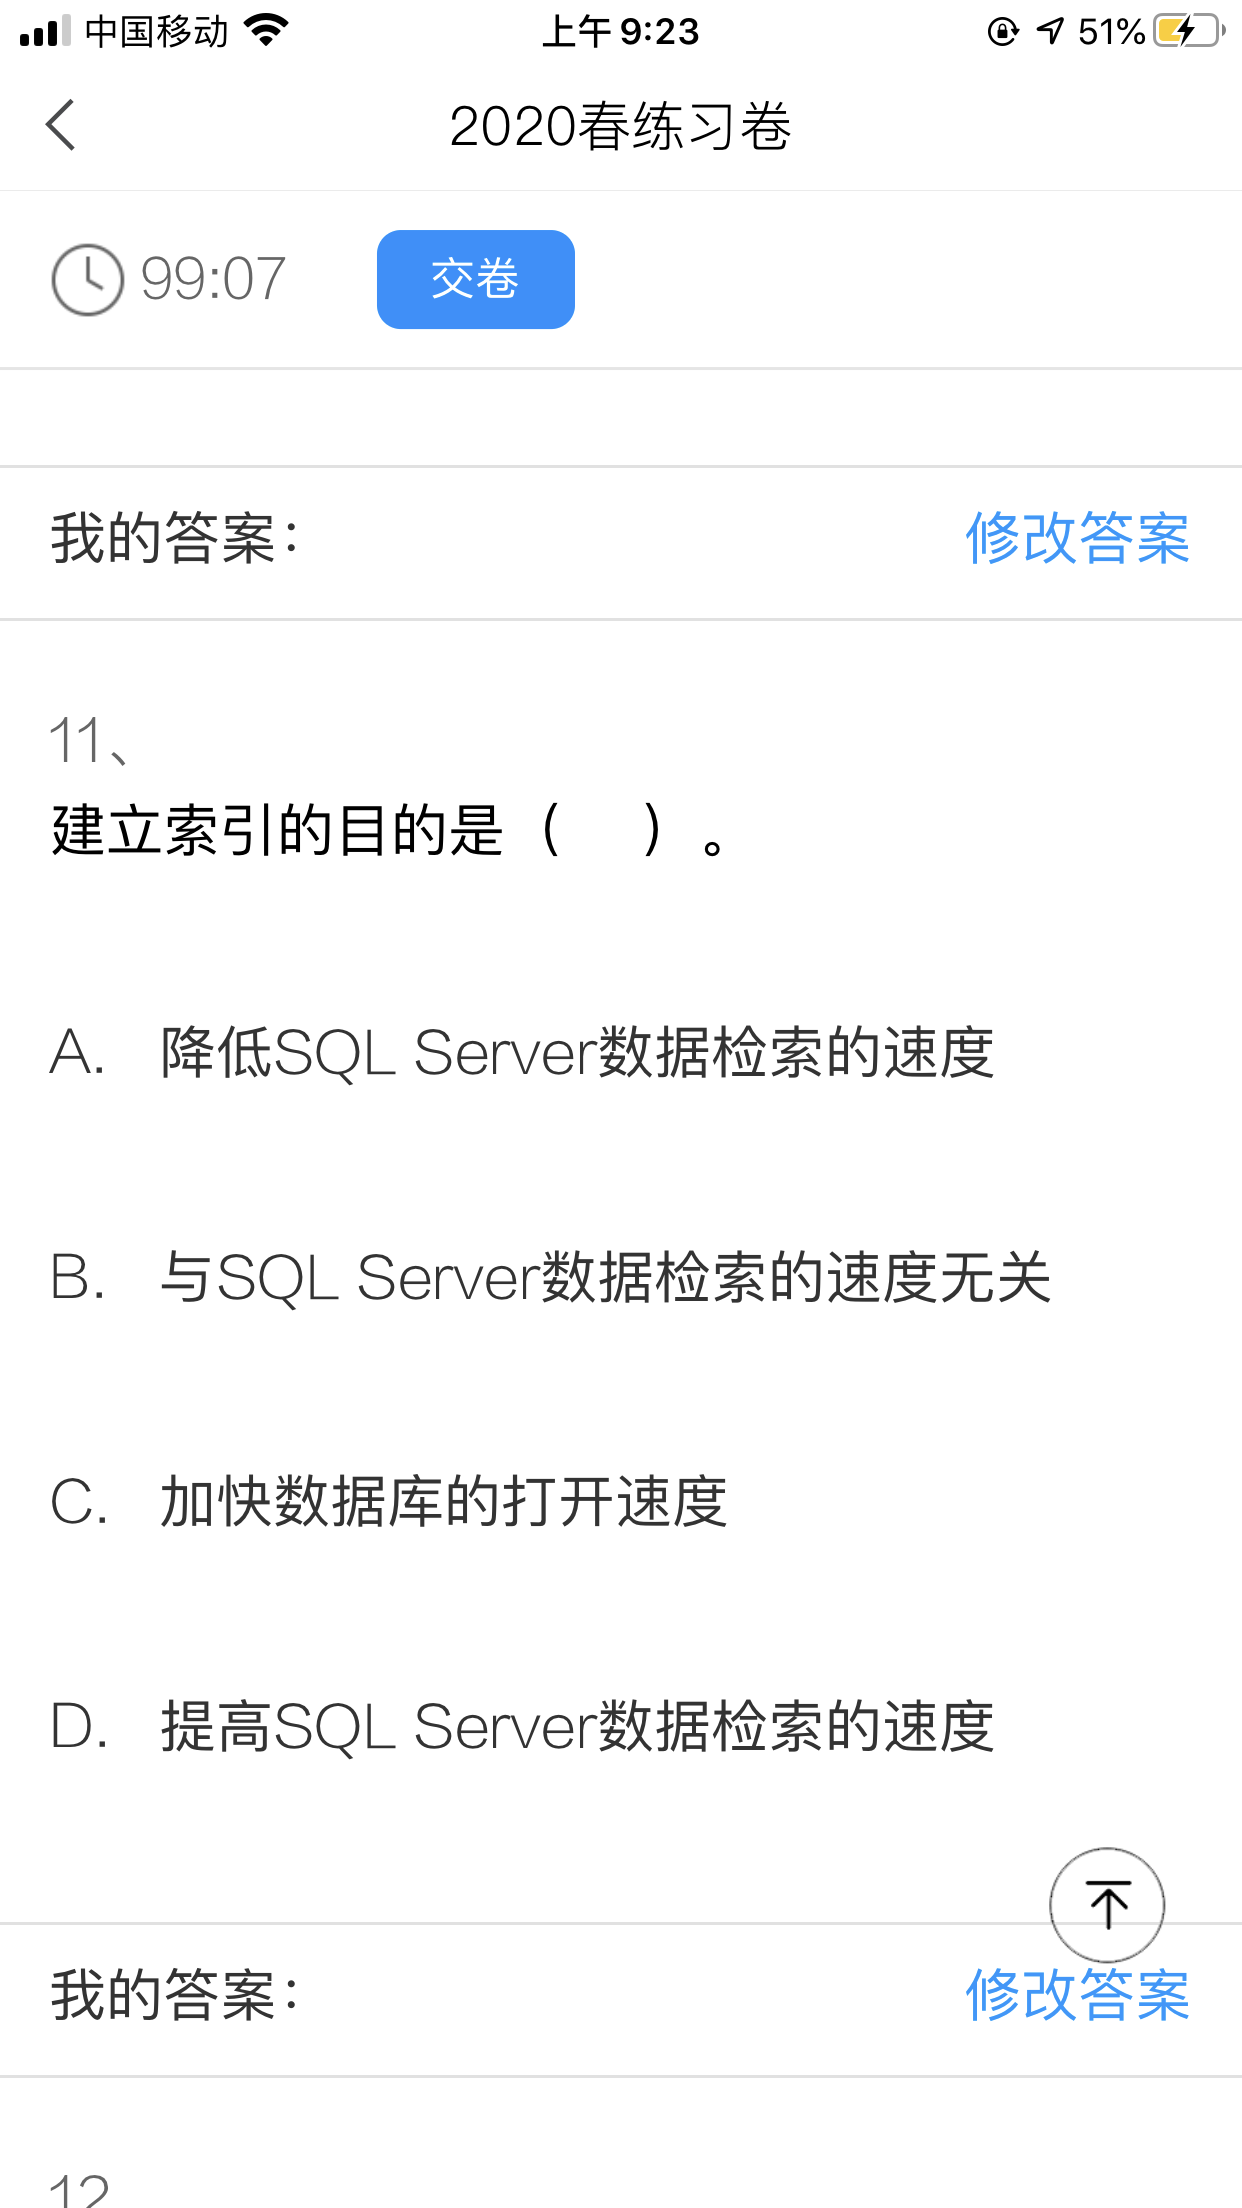 中国移动 上午 9:23 51%
2020春练习卷
99:07 交卷
我的答案： 修改答案
11、
建立索引的目的是（ ）。
A. 降低SQL Server数据检索的速度
B. 与SQL Server数据检索的速度无关
C. 加快数据库的打开速度
D. 提高SQL Server数据检索的速度
我的答案： 修改答案
12